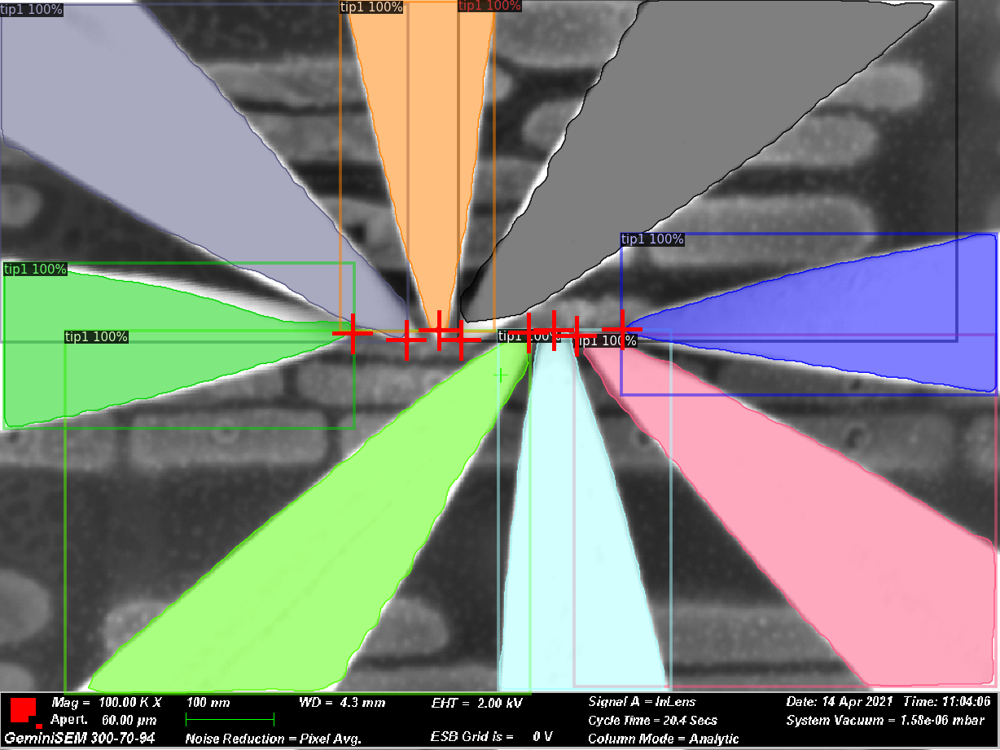 tip1 100%
tip1 100%
tip1 100%
tip1 100%
tip1 100%
tip1 100%
tip1 100%
tip1 100%
Mag = 100.00 K X
100 nm
WD = 4.3 mm
EHT = 2.00 kV
Signal A = InLens
Date: 14 Apr 2021 Time: 11:04:06
Apert. 60.00 µm
Cycle Time = 20.4 Secs
System Vacuum = 1.58e-06 mbar
GeminiSEM 300-70-94
Noise Reduction = Pixel Avg.
ESB Grid is = 0 V
Column Mode = Analytic